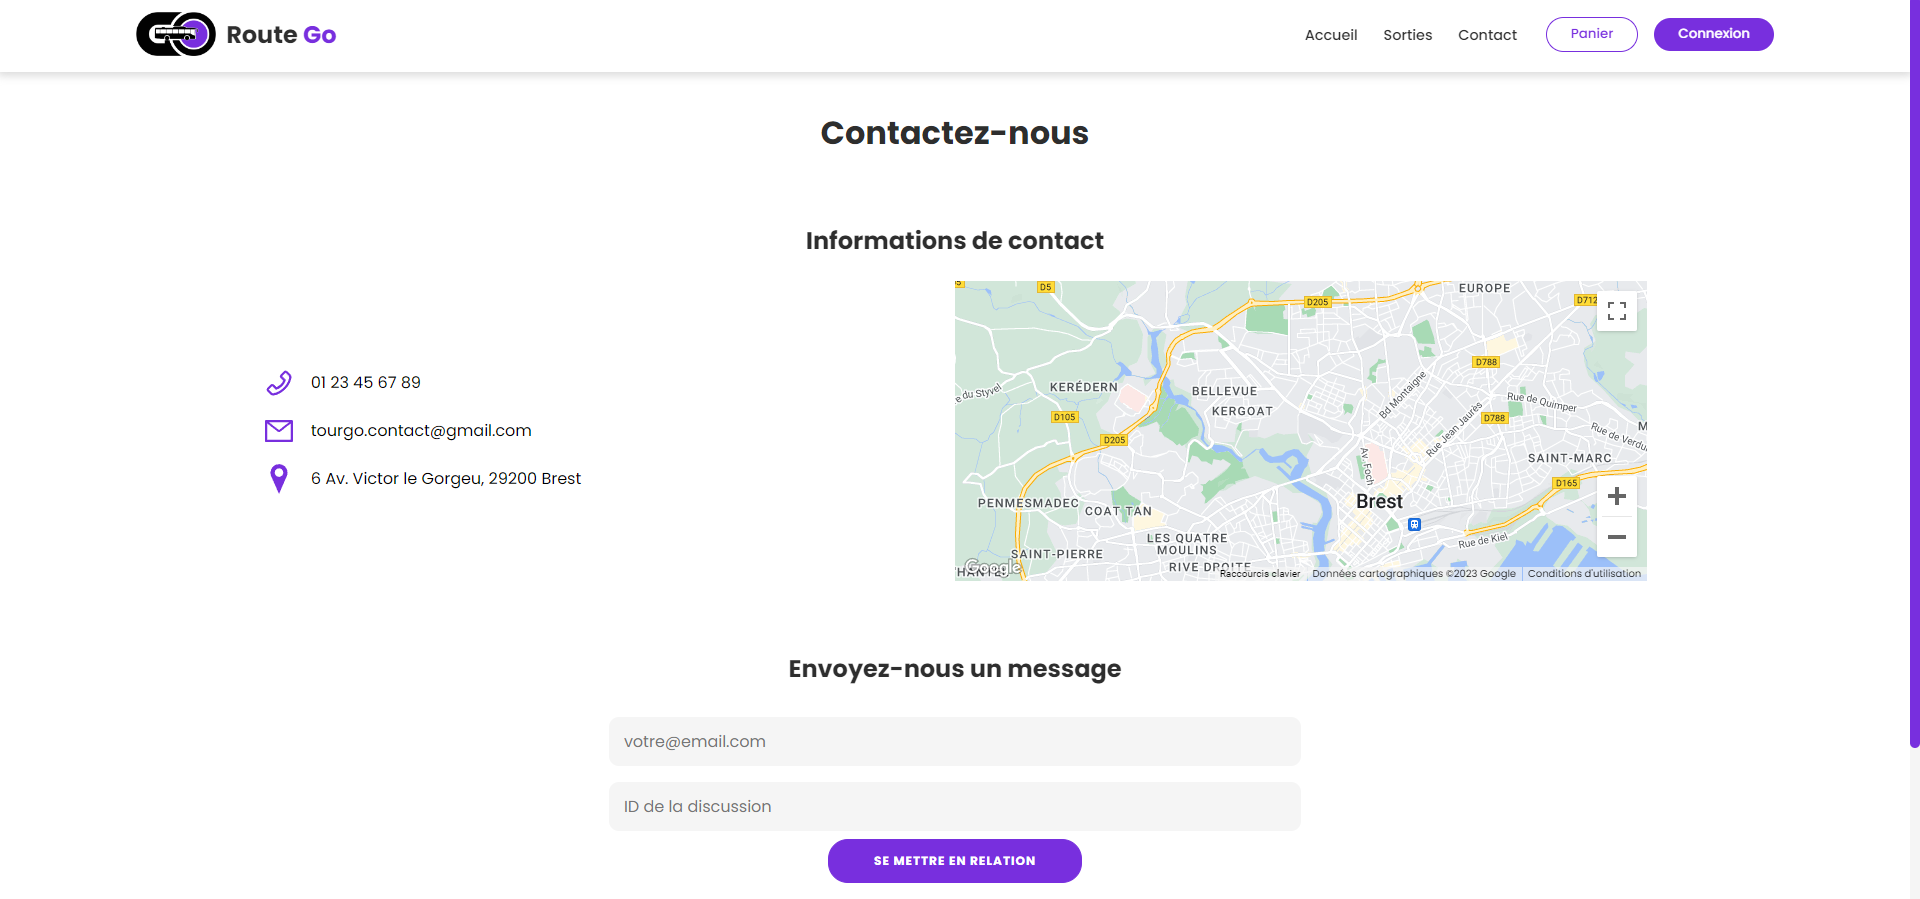 Route Go
Accueil
Sorties
Contact
Panier
Connexion
Contactez-nous
Informations de contact
01 23 45 67 89
tourgo.contact@gmail.com
6 Av. Victor le Gorgeu, 29200 Brest
D5
D205
EUROPE
D712
D788
KERÉDERN
BELLEVUE
KERGOAT
Bd Montaigne
Rue de Quimper
e du Styvel
D105
D205
D788
Rue Jean Jaurès
Rue de Verdu
M
Av. Foch
SAINT-MARC
D165
PENMESMADEC
COAT TAN
Brest
LES QUATRE
MOULINS
Rue de Kiel
SAINT-PIERRE
RIVE DROITE
Google
Raccourcis clavier
Données cartographiques ©2023 Google
Conditions d'utilisation
Envoyez-nous un message
votre@email.com
ID de la discussion
SE METTRE EN RELATION